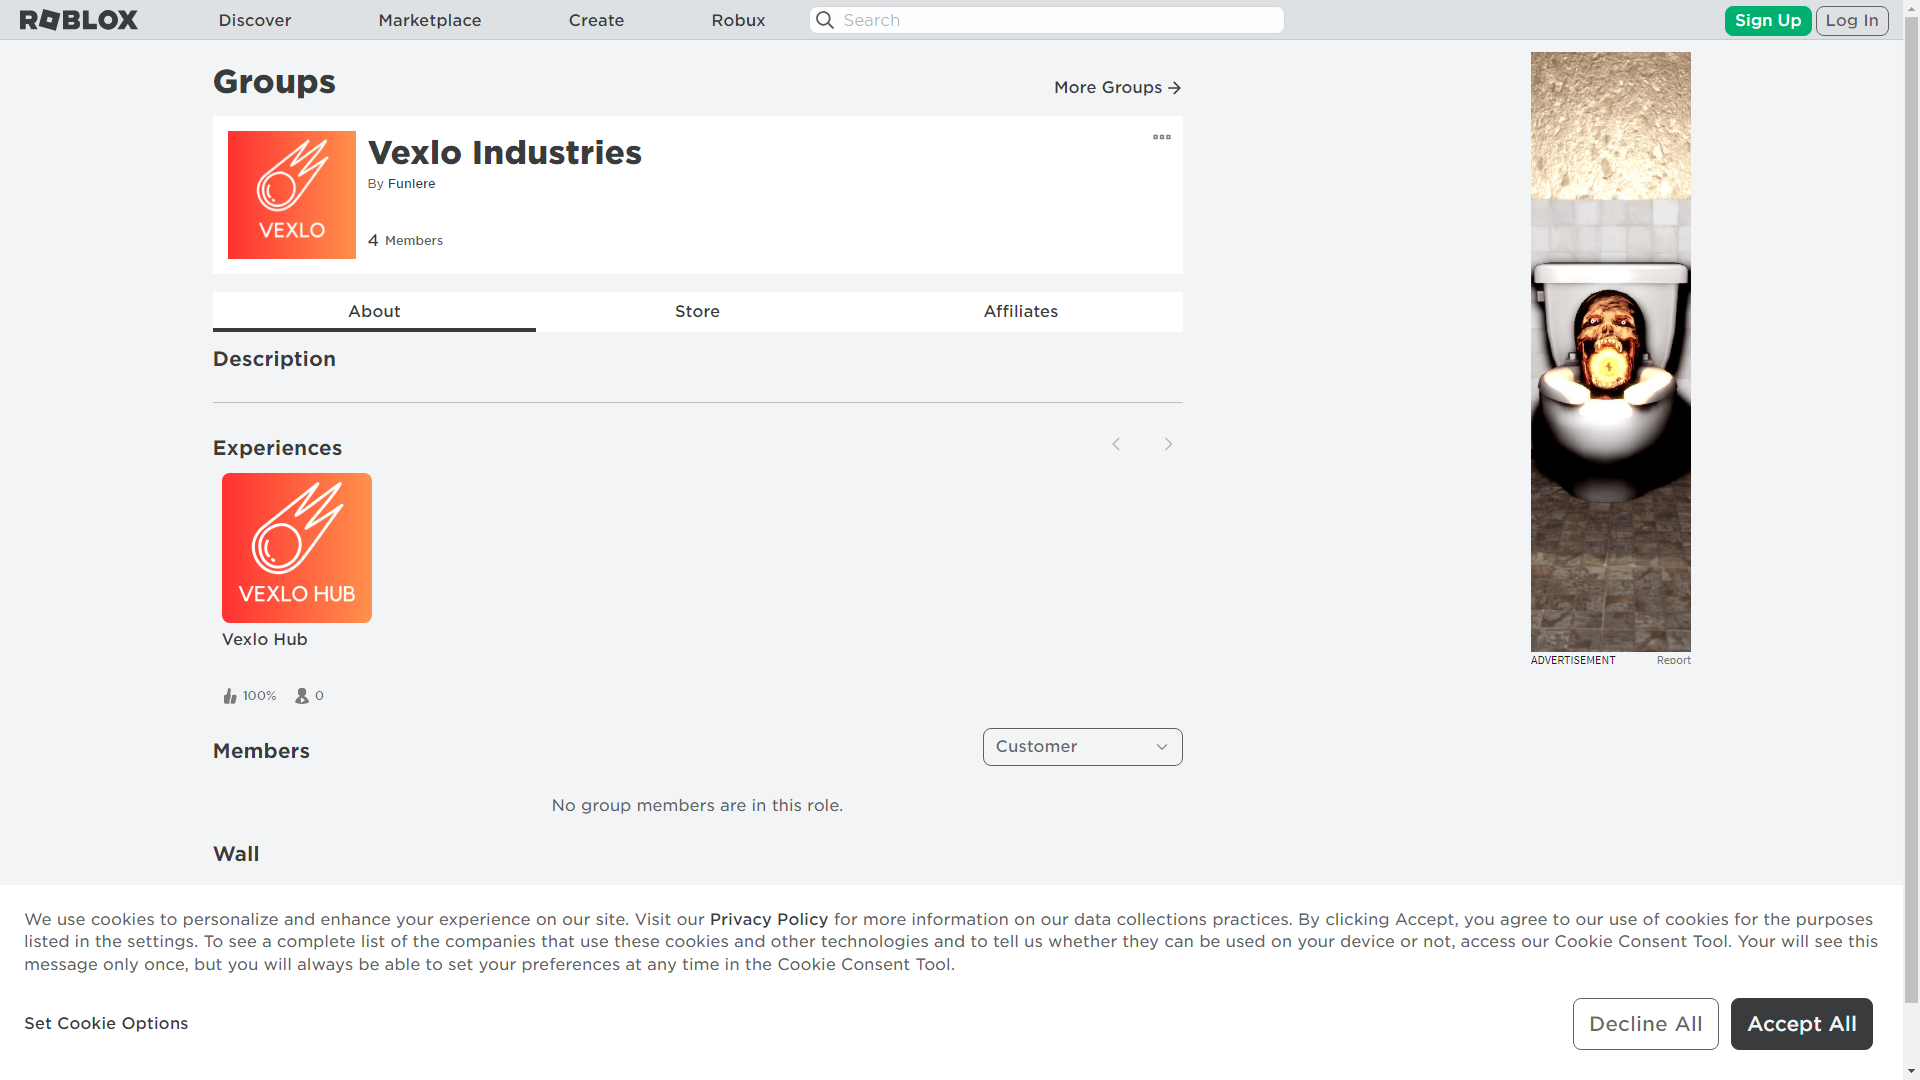 ROBLOX
Discover
Marketplace
Create
Robux
Search
Sign Up
Log In
Groups
More Groups
VEXLO
Vexlo Industries
By Funlere
4 Members
About
Store
Affiliates
Description
Experiences
VEXLO HUB
Vexlo Hub
100%
0
Members
Customer
No group members are in this role.
Wall
ADVERTISEMENT
Report
We use cookies to personalize and enhance your experience on our site. Visit our Privacy Policy for more information on our data collections practices. By clicking Accept, you agree to our use of cookies for the purposes
listed in the settings. To see a complete list of the companies that use these cookies and other technologies and to tell us whether they can be used on your device or not, access our Cookie Consent Tool. Your will see this
message only once, but you will always be able to set your preferences at any time in the Cookie Consent Tool.
Set Cookie Options
Decline All
Accept All